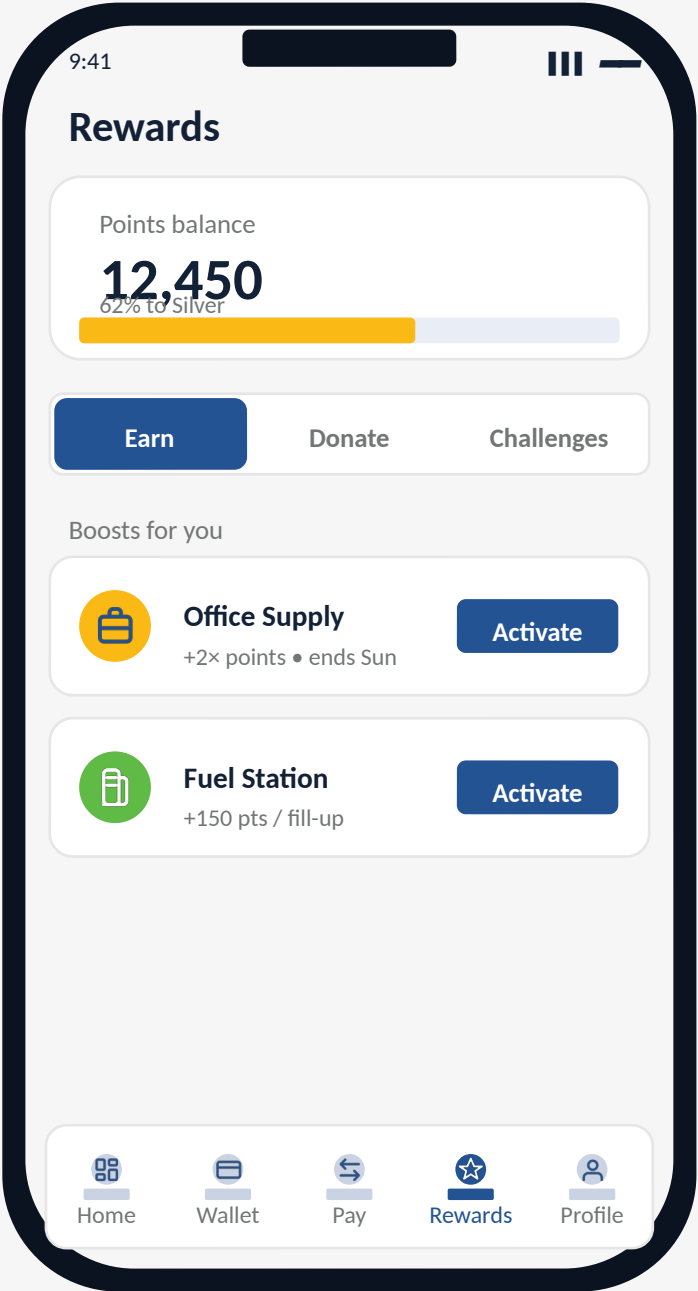 9:41
Rewards
Points balance
12,450
62% to Silver
Earn
Donate
Challenges
Boosts for you
Office Supply
+2× points • ends Sun
Activate
Fuel Station
+150 pts / fill-up
Activate
Home
Wallet
Pay
Rewards
Profile